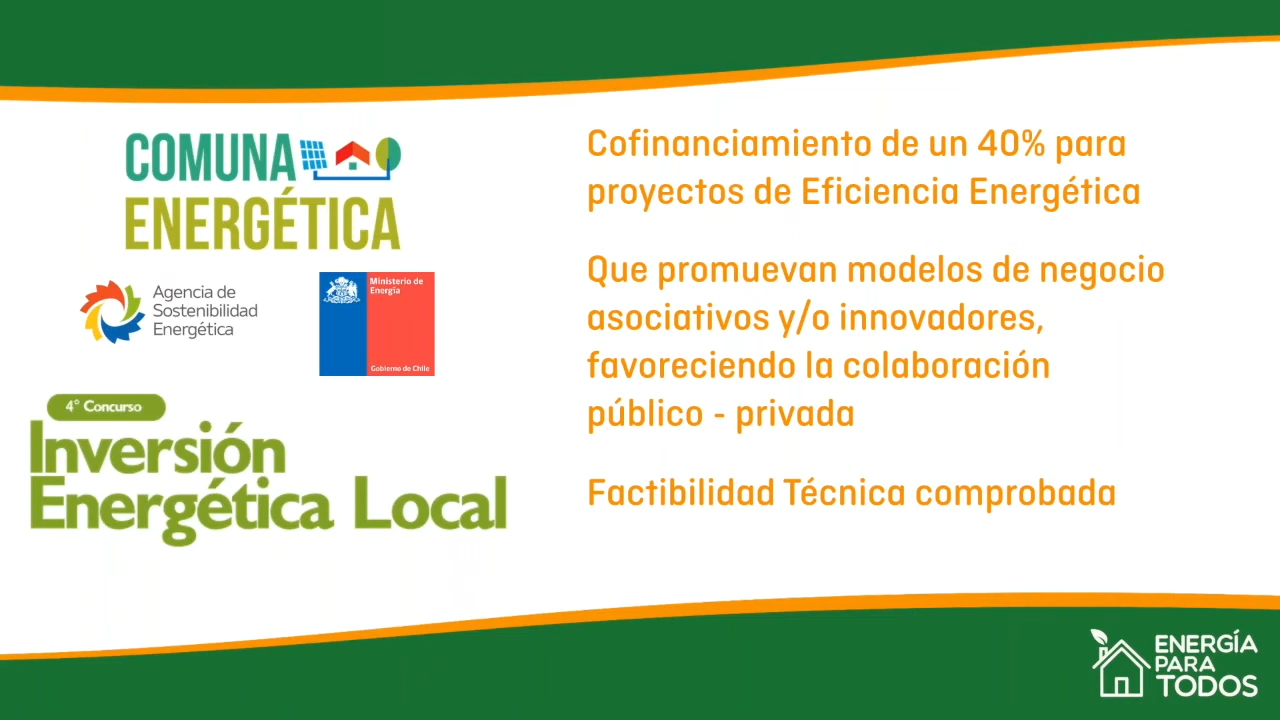 COMUNA
ENERGÉTICA
Agencia de
Sostenibilidad
Energética
Ministerio de
Energía
Gobierno de Chile
4° Concurso
Inversión
Energética Local
Cofinanciamiento de un 40% para
proyectos de Eficiencia Energética
Que promuevan modelos de negocio
asociativos y/o innovadores,
favoreciendo la colaboración
público - privada
Factibilidad Técnica comprobada
ENERGÍA
PARA
TODOS